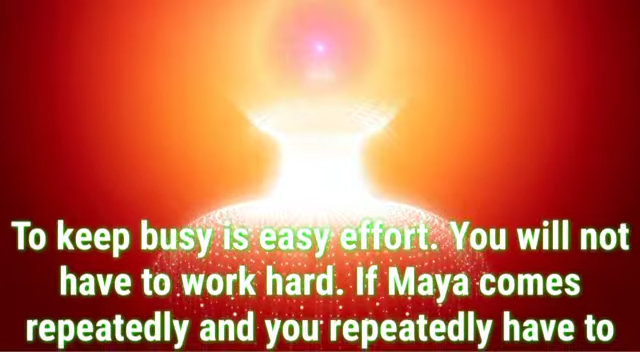 To keep busy is easy effort. You will not
have to work hard. If Maya comes
repeatedly and you repeatedly have to